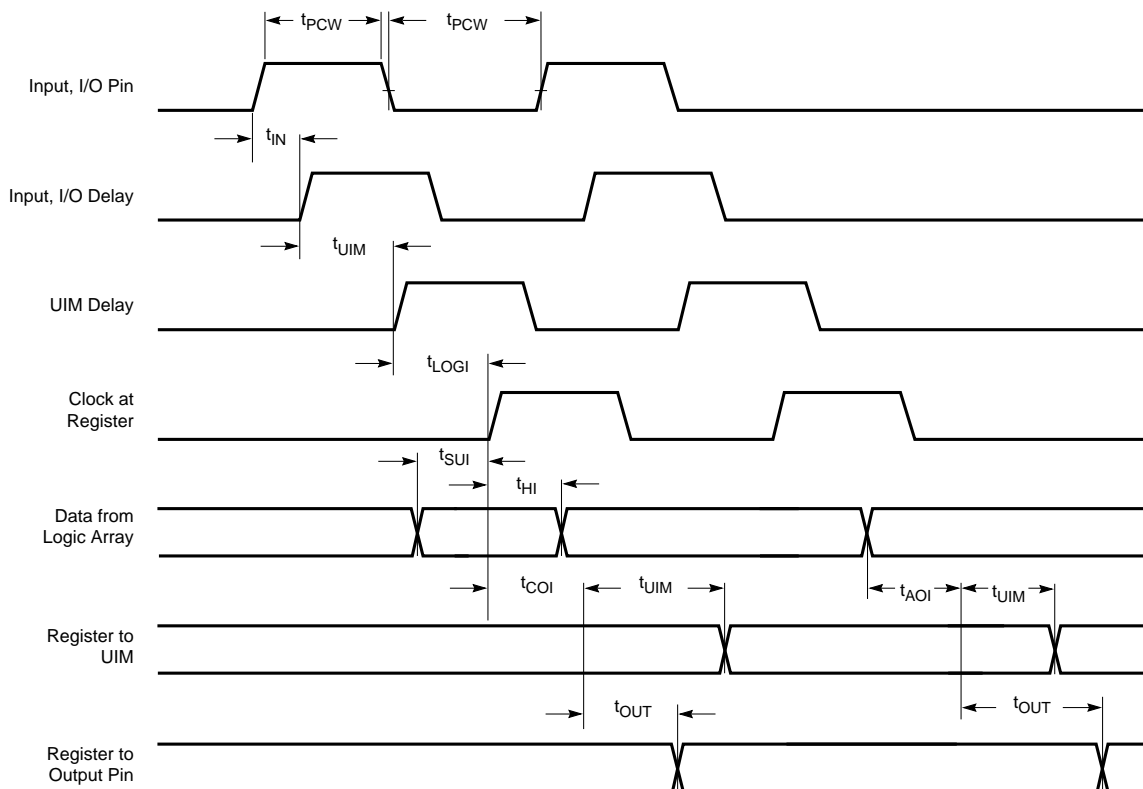 tPCW tPCW
Input, I/O Pin
tIN
Input, I/O Delay
tUIM
UIM Delay
tLOGI
Clock at
Register
tSUI
tHI
Data from
Logic Array
tCOI tUIM tAOI tUIM
Register to
UIM
tOUT tOUT
Register to
Output Pin